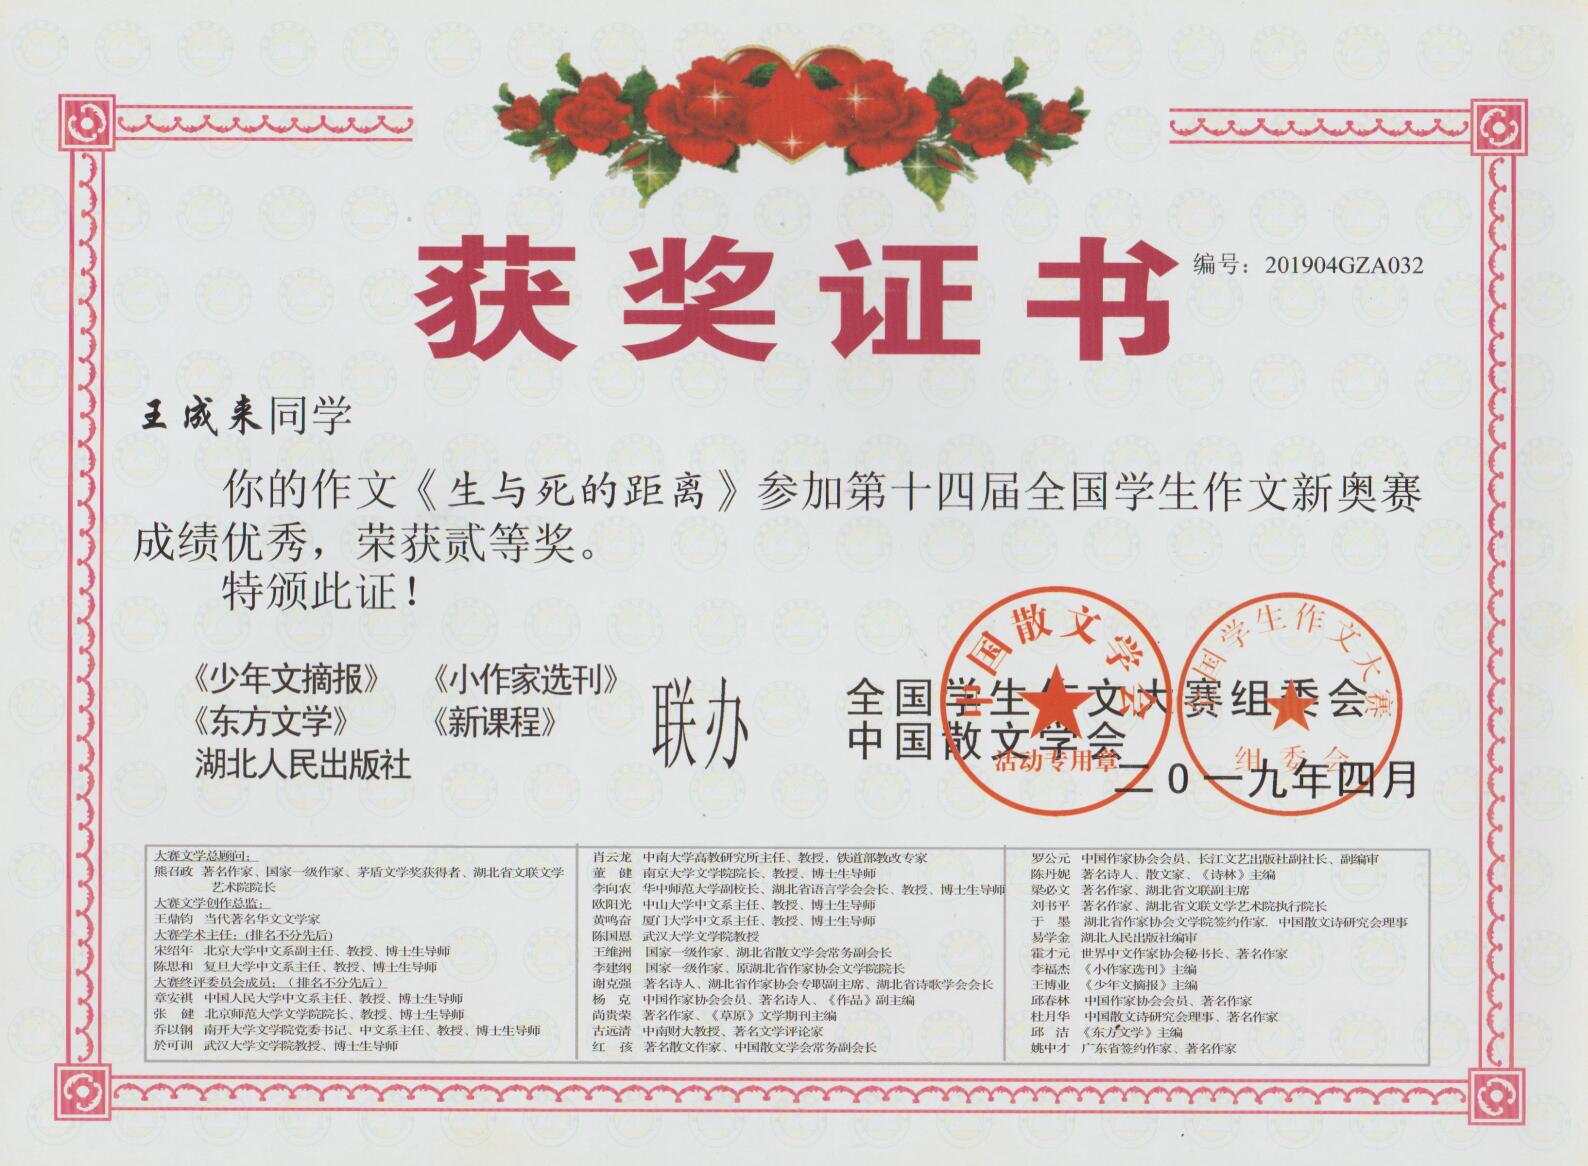 获奖证书
编号：201904GZA032
王成来同学
你的作文《生与死的距离》参加第十四届全国学生作文新奥赛
成绩优秀，荣获贰等奖。
特颁此证！
《少年文摘报》 《小作家选刊》
《东方文学》 《新课程》
湖北人民出版社
联办
全国学生作文大赛组委会
中国散文学会
二0一九年四月
中国散文学会
活动专用章
全国学生作文大赛
组委会
大赛文学总顾问：
熊召政 著名作家、国家一级作家、茅盾文学奖获得者、湖北省文联文学
艺术院院长
大赛文学创作总监：
王鼎钧 当代著名华文文学家
大赛学术主任：(排名不分先后)
宋绍年 北京大学中文系副主任、教授、博士生导师
陈思和 复旦大学中文系主任、教授、博士生导师
大赛终评委员会成员：（排名不分先后）
章安祺 中国人民大学中文系主任、教授、博士生导师
张 健 北京师范大学文学院院长、教授、博士生导师
乔以钢 南开大学文学院党委书记、中文系主任、教授、博士生导师
於可训 武汉大学文学院教授、博士生导师
肖云龙 中南大学高教研究所主任、教授，铁道部教改专家
董 健 南京大学文学院院长、教授、博士生导师
李向农 华中师范大学副校长、湖北省语言学会会长、教授、博士生导师
欧阳光 中山大学中文系主任、教授、博士生导师
黄鸣奋 厦门大学中文系主任、教授、博士生导师
陈国恩 武汉大学文学院教授
王维洲 国家一级作家、湖北省散文学会常务副会长
李建纲 国家一级作家、原湖北省作家协会文学院院长
谢克强 著名诗人、湖北省作家协会专职副主席、湖北省诗歌学会会长
杨 克 中国作家协会会员、著名诗人、《作品》副主编
尚贵荣 著名作家、《草原》文学期刊主编
古远清 中南财大教授、著名文学评论家
红 孩 著名散文作家、中国散文学会常务副会长
罗公元 中国作家协会会员、长江文艺出版社副社长、副编审
陈丹妮 著名诗人、散文家、《诗林》主编
梁必文 著名作家、湖北省文联副主席
刘书平 著名作家、湖北省文联文学艺术院执行院长
于 墨 湖北省作家协会文学院签约作家．中国散文诗研究会理事
易学金 湖北人民出版社编审
霍才元 世界中文作家协会秘书长、著名作家
李福杰 《小作家选刊》主编
王博业 《少年文摘报》主编
邱春林 中国作家协会会员、著名作家
杜月华 中国散文诗研究会理事、著名作家
邱 洁 《东方文学》主编
姚中才 广东省签约作家、著名作家